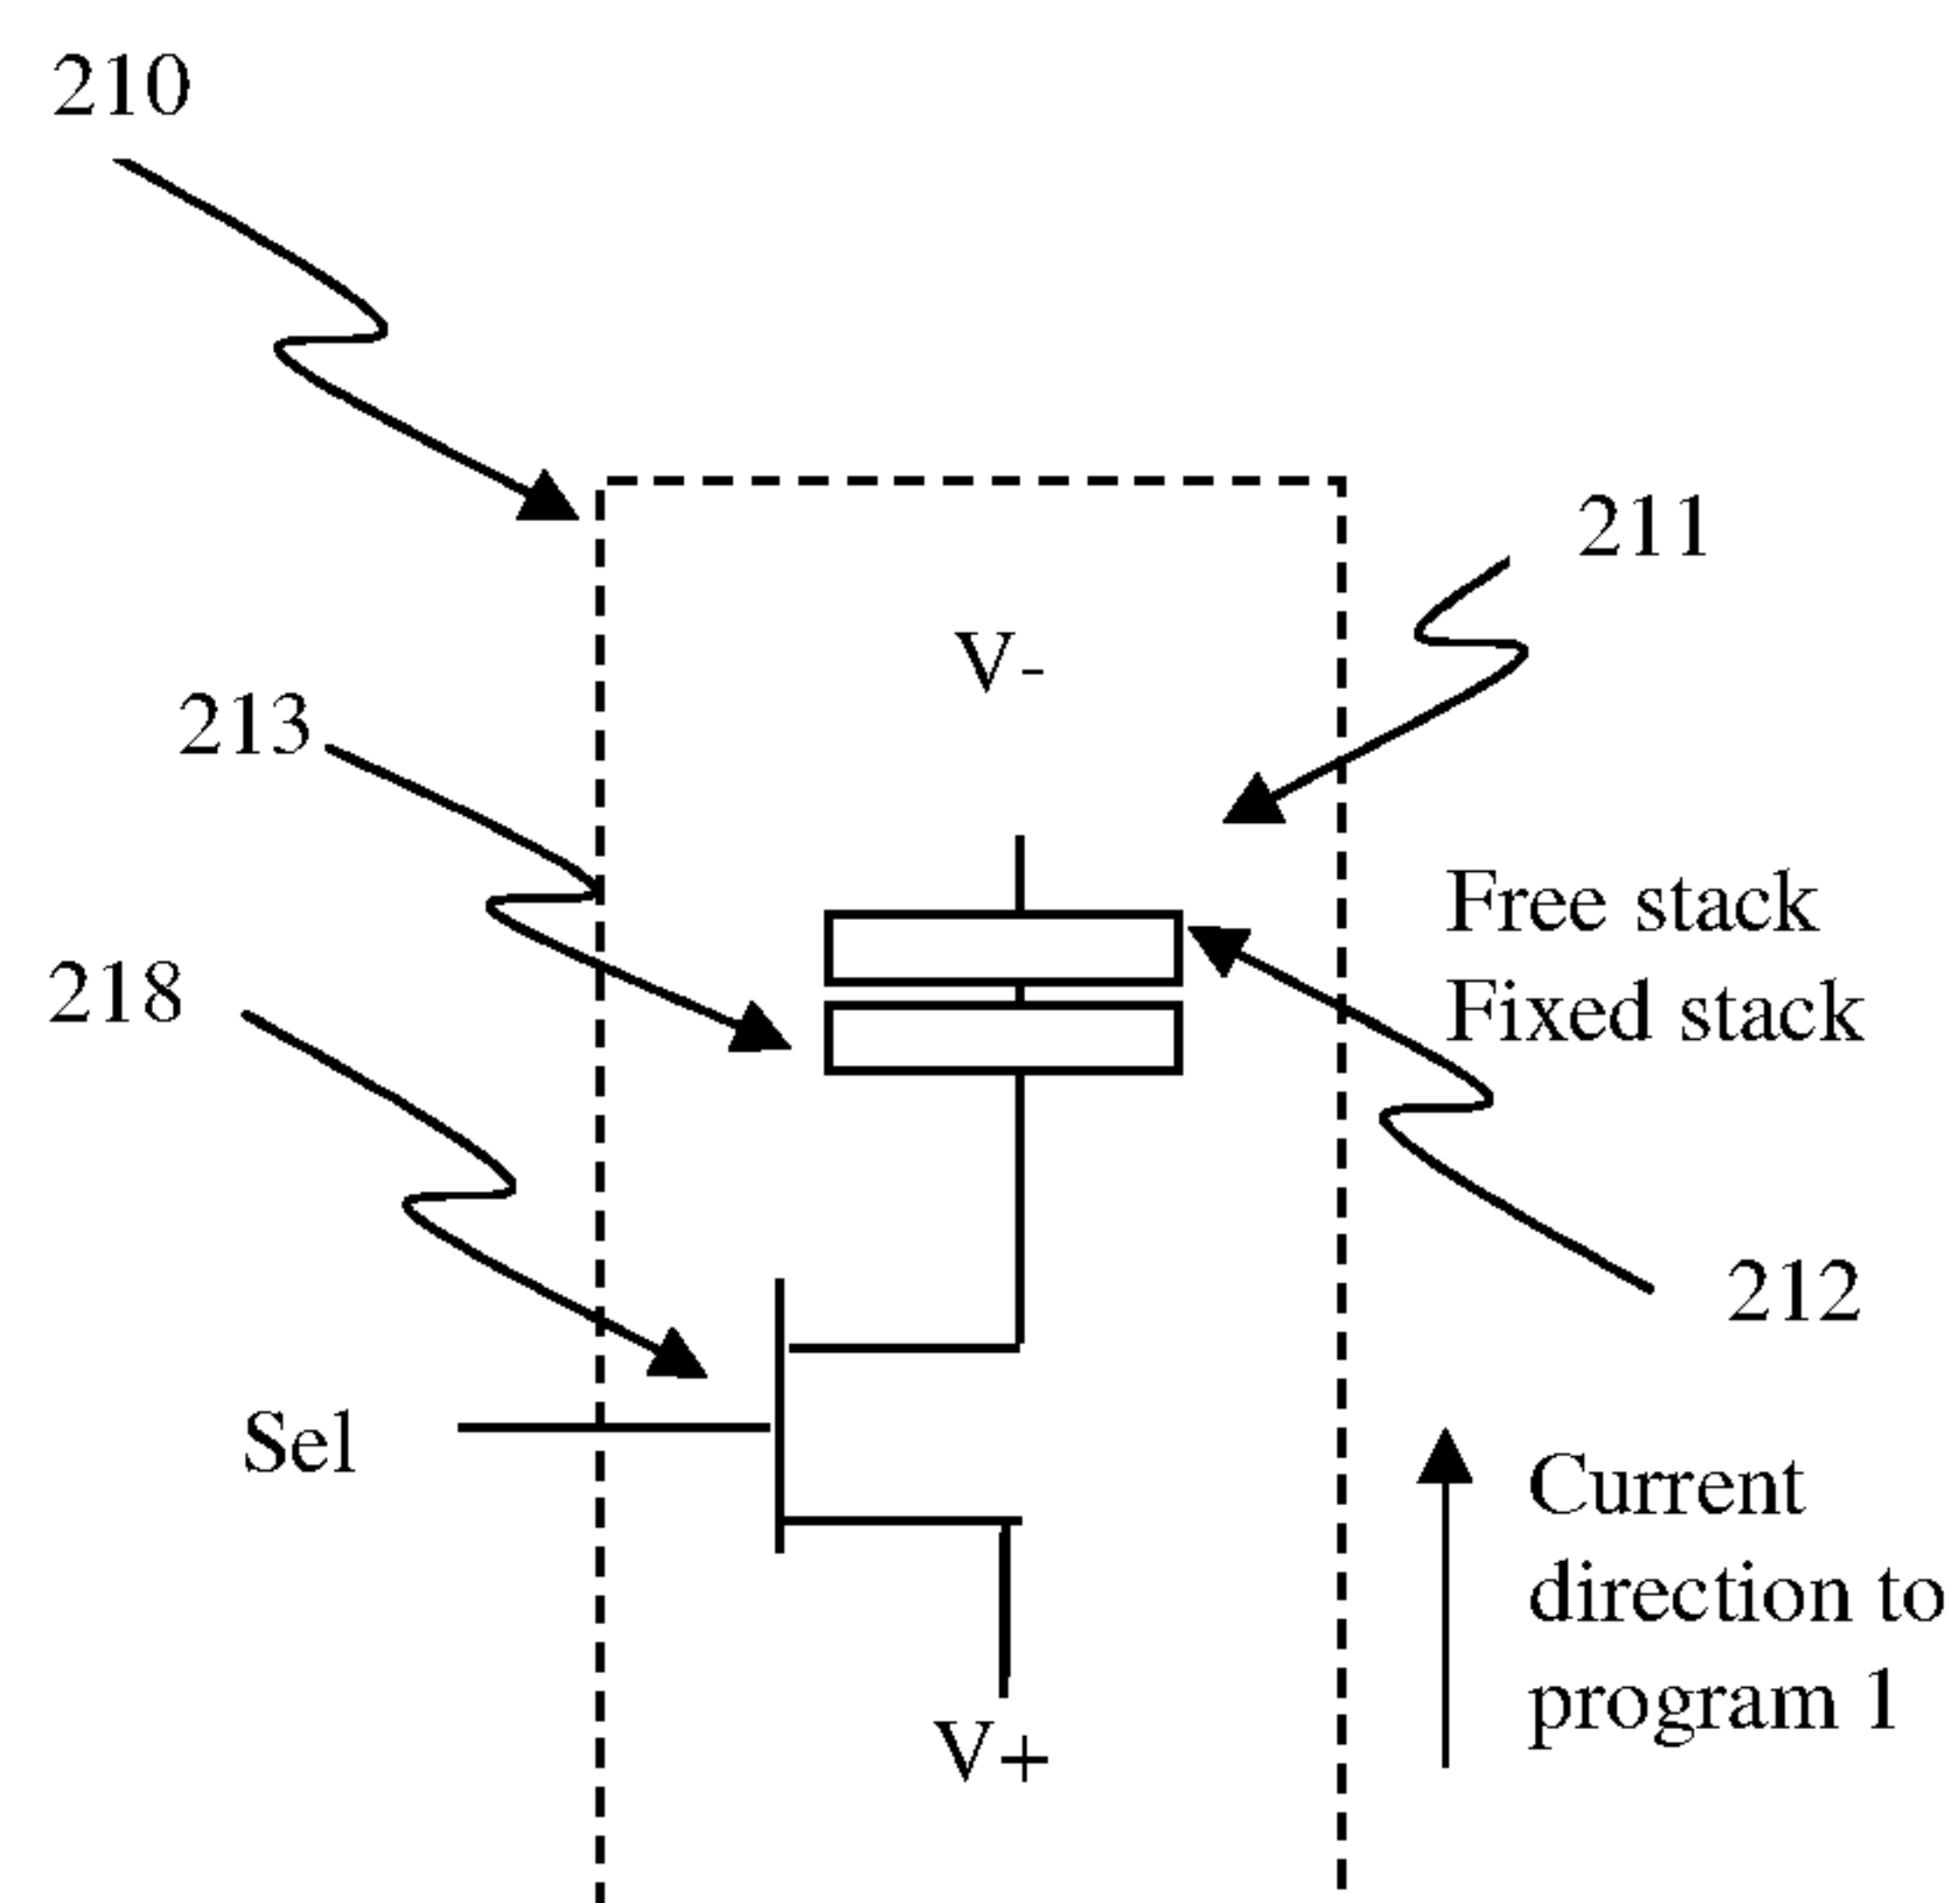 210
211
V-
213
Free stack
218
Fixed stack
212
Sel
Current
direction to
program 1
V+